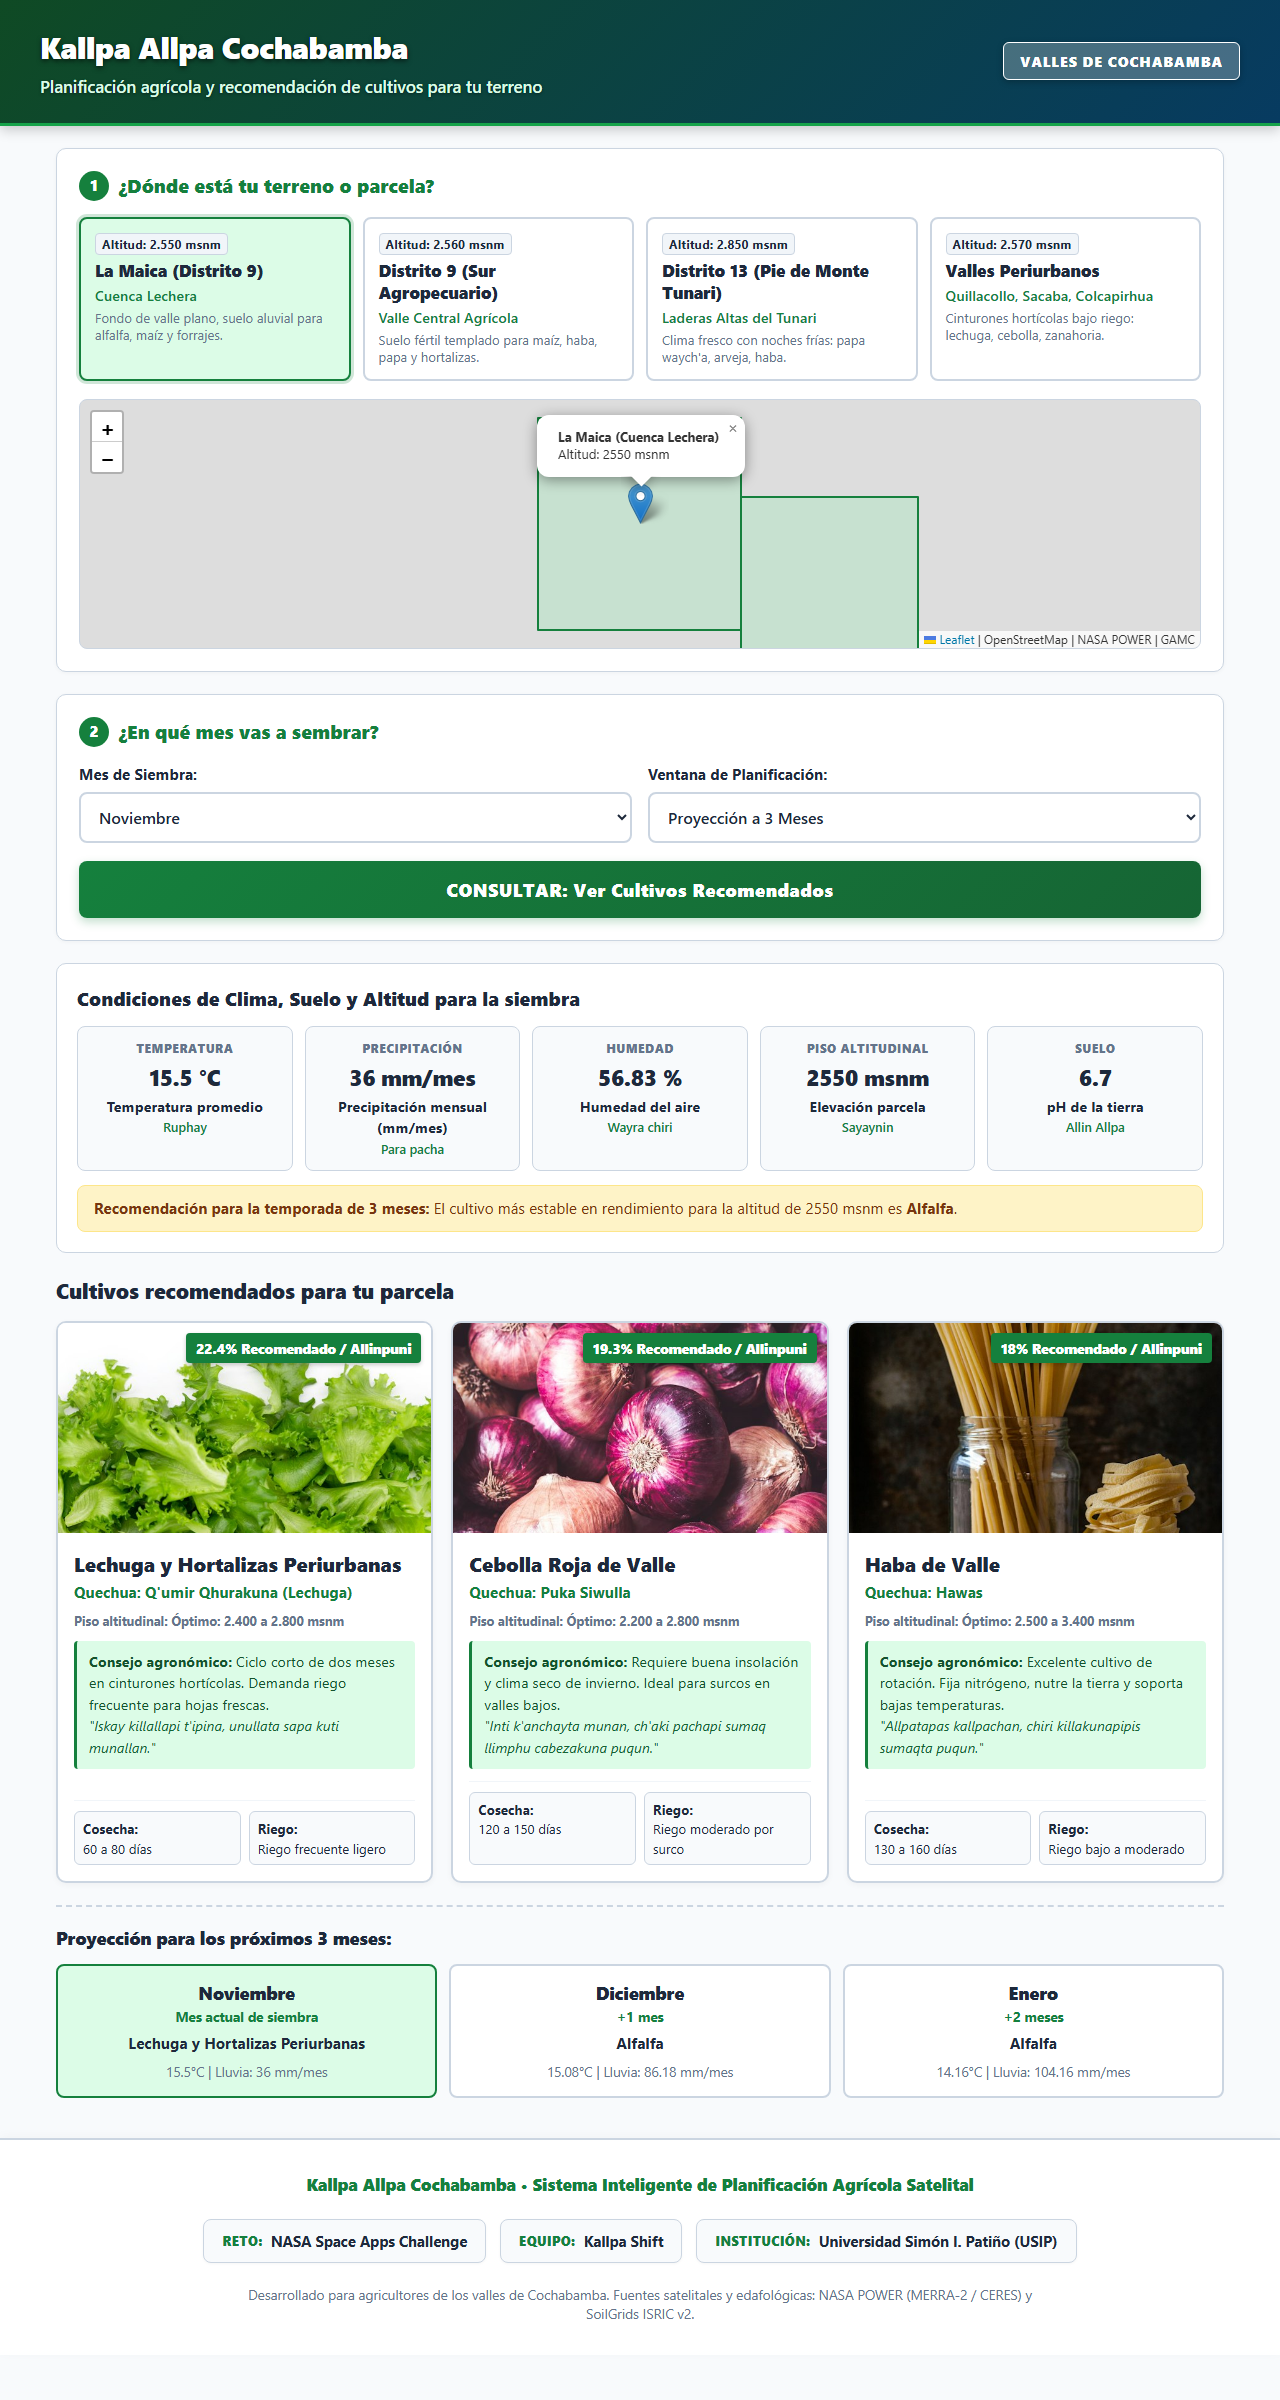 Kallpa Allpa Cochabamba
Planificación agrícola y recomendación de cultivos para tu terreno
VALLES DE COCHABAMBA
1 ¿Dónde está tu terreno o parcela?
Altitud: 2.550 msnm
La Maica (Distrito 9)
Cuenca Lechera
Fondo de valle plano, suelo aluvial para
alfalfa, maíz y forrajes.
Altitud: 2.560 msnm
Distrito 9 (Sur
Agropecuario)
Valle Central Agrícola
Suelo fértil templado para maíz, haba,
papa y hortalizas.
Altitud: 2.850 msnm
Distrito 13 (Pie de Monte
Tunari)
Laderas Altas del Tunari
Clima fresco con noches frías: papa
waych'a, arveja, haba.
Altitud: 2.570 msnm
Valles Periurbanos
Quillacollo, Sacaba, Colcapirhua
Cinturones hortícolas bajo riego:
lechuga, cebolla, zanahoria.
+
−
La Maica (Cuenca Lechera)
Altitud: 2550 msnm
×
Leaflet | OpenStreetMap | NASA POWER | GAMC
2 ¿En qué mes vas a sembrar?
Mes de Siembra:
Noviembre
Ventana de Planificación:
Proyección a 3 Meses
CONSULTAR: Ver Cultivos Recomendados
Condiciones de Clima, Suelo y Altitud para la siembra
TEMPERATURA
15.5 °C
Temperatura promedio
Ruphay
PRECIPITACIÓN
36 mm/mes
Precipitación mensual
(mm/mes)
Para pacha
HUMEDAD
56.83 %
Humedad del aire
Wayra chiri
PISO ALTITUDINAL
2550 msnm
Elevación parcela
Sayaynin
SUELO
6.7
pH de la tierra
Allin Allpa
Recomendación para la temporada de 3 meses: El cultivo más estable en rendimiento para la altitud de 2550 msnm es Alfalfa.
Cultivos recomendados para tu parcela
22.4% Recomendado / Allinpuni
Lechuga y Hortalizas Periurbanas
Quechua: Q'umir Qhurakuna (Lechuga)
Piso altitudinal: Óptimo: 2.400 a 2.800 msnm
Consejo agronómico: Ciclo corto de dos meses
en cinturones hortícolas. Demanda riego
frecuente para hojas frescas.
"Iskay killallapi t'ipina, unullata sapa kuti
munallan."
Cosecha:
60 a 80 días
Riego:
Riego frecuente ligero
19.3% Recomendado / Allinpuni
Cebolla Roja de Valle
Quechua: Puka Siwulla
Piso altitudinal: Óptimo: 2.200 a 2.800 msnm
Consejo agronómico: Requiere buena insolación
y clima seco de invierno. Ideal para surcos en
valles bajos.
"Inti k'anchayta munan, ch'aki pachapi sumaq
llimphu cabezakuna puqun."
Cosecha:
120 a 150 días
Riego:
Riego moderado por
surco
18% Recomendado / Allinpuni
Haba de Valle
Quechua: Hawas
Piso altitudinal: Óptimo: 2.500 a 3.400 msnm
Consejo agronómico: Excelente cultivo de
rotación. Fija nitrógeno, nutre la tierra y soporta
bajas temperaturas.
"Allpatapas kallpachan, chiri killakunapipis
sumaqta puqun."
Cosecha:
130 a 160 días
Riego:
Riego bajo a moderado
Proyección para los próximos 3 meses:
Noviembre
Mes actual de siembra
Lechuga y Hortalizas Periurbanas
15.5°C | Lluvia: 36 mm/mes
Diciembre
+1 mes
Alfalfa
15.08°C | Lluvia: 86.18 mm/mes
Enero
+2 meses
Alfalfa
14.16°C | Lluvia: 104.16 mm/mes
Kallpa Allpa Cochabamba • Sistema Inteligente de Planificación Agrícola Satelital
RETO: NASA Space Apps Challenge
EQUIPO: Kallpa Shift
INSTITUCIÓN: Universidad Simón I. Patiño (USIP)
Desarrollado para agricultores de los valles de Cochabamba. Fuentes satelitales y edafológicas: NASA POWER (MERRA-2 / CERES) y
SoilGrids ISRIC v2.